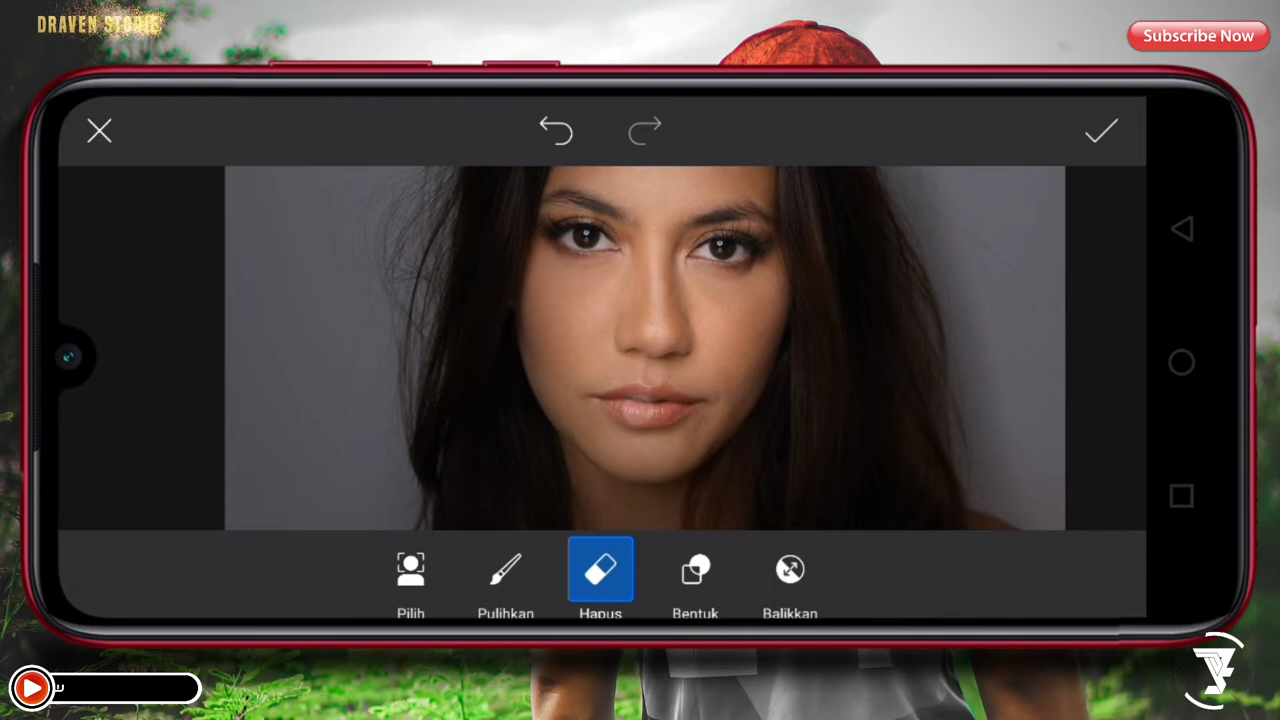 DRAVEN STORIE
Subscribe Now
Pilih
Pulihkan
Hapus
Bentuk
Balikkan